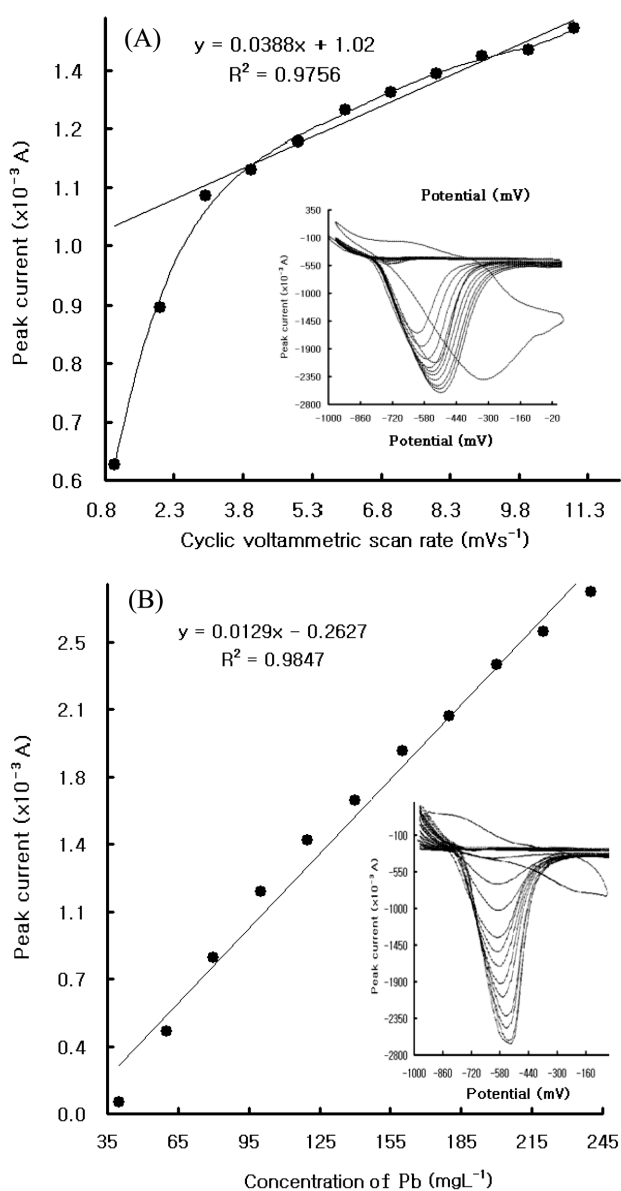 (A)
y = 0.0388x + 1.02
R² = 0.9756
Peak current (x10⁻³ A)
1.4
1.2
1.1
1.0
0.9
0.8
0.7
0.6
0.8 2.3 3.8 5.3 6.8 8.3 9.8 11.3
Cyclic voltammetric scan rate (mVs⁻¹)
Potential (mV)
Peak current (x10⁻³ A)
350
-100
-550
-1000
-1450
-1900
-2350
-2800
-1000 -860 -720 -580 -440 -300 -160 -20
Potential (mV)
(B)
y = 0.0129x − 0.2627
R² = 0.9847
Peak current (x10⁻³ A)
2.5
2.1
1.8
1.4
1.1
0.7
0.4
0.0
35 65 95 125 155 185 215 245
Concentration of Pb (mgL⁻¹)
Peak current (x10⁻³ A)
-100
-550
-1000
-1450
-1900
-2350
-2800
-1000 -860 -720 -580 -440 -300 -160
Potential (mV)